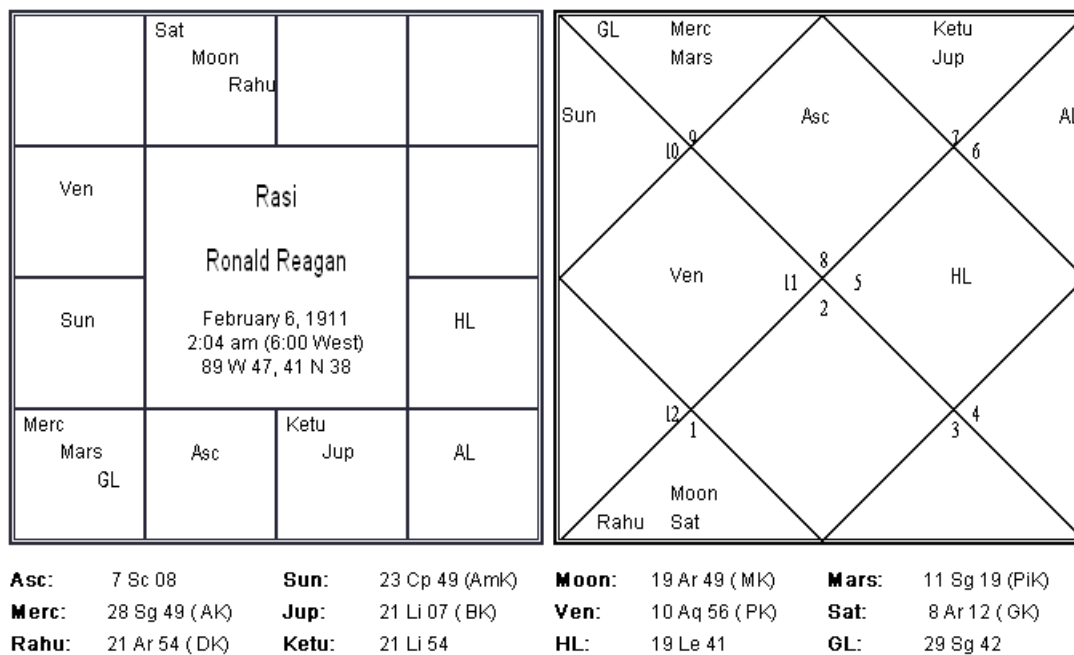 Sat
Moon
Rahu
Ven
Rasi
Ronald Reagan
February 6, 1911
2:04 am (6:00 West)
89 W 47, 41 N 38
Sun
HL
Merc
Mars
GL
Asc
Ketu
Jup
AL
GL Merc Ketu
Mars Jup
Sun Asc AL
9 7
10 6
8
Ven 11 5 HL
2
12 4
1 3
Moon
Rahu Sat
Asc: 7 Sc 08 Sun: 23 Cp 49 (AmK) Moon: 19 Ar 49 (MK) Mars: 11 Sg 19 (PiK)
Merc: 28 Sg 49 (AK) Jup: 21 Li 07 (BK) Ven: 10 Aq 56 (PK) Sat: 8 Ar 12 (GK)
Rahu: 21 Ar 54 (DK) Ketu: 21 Li 54 HL: 19 Le 41 GL: 29 Sg 42